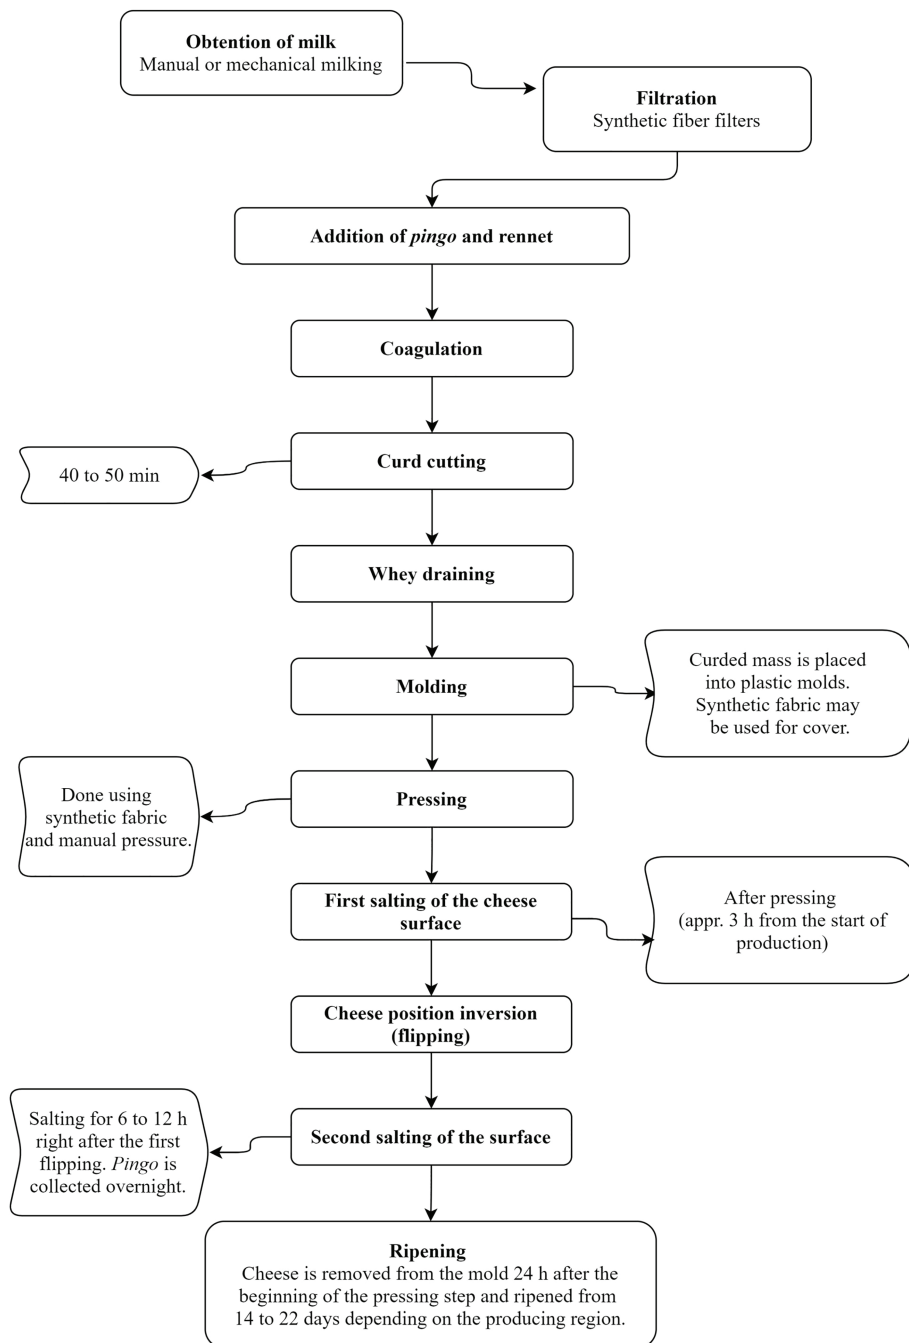 Obtention of milk
Manual or mechanical milking
Filtration
Synthetic fiber filters
Addition of pingo and rennet
Coagulation
Curd cutting
40 to 50 min
Whey draining
Molding
Curded mass is placed
into plastic molds.
Synthetic fabric may
be used for cover.
Pressing
Done using
synthetic fabric
and manual pressure.
First salting of the cheese
surface
After pressing
(appr. 3 h from the start of
production)
Cheese position inversion
(flipping)
Second salting of the surface
Salting for 6 to 12 h
right after the first
flipping. Pingo is
collected overnight.
Ripening
Cheese is removed from the mold 24 h after the
beginning of the pressing step and ripened from
14 to 22 days depending on the producing region.